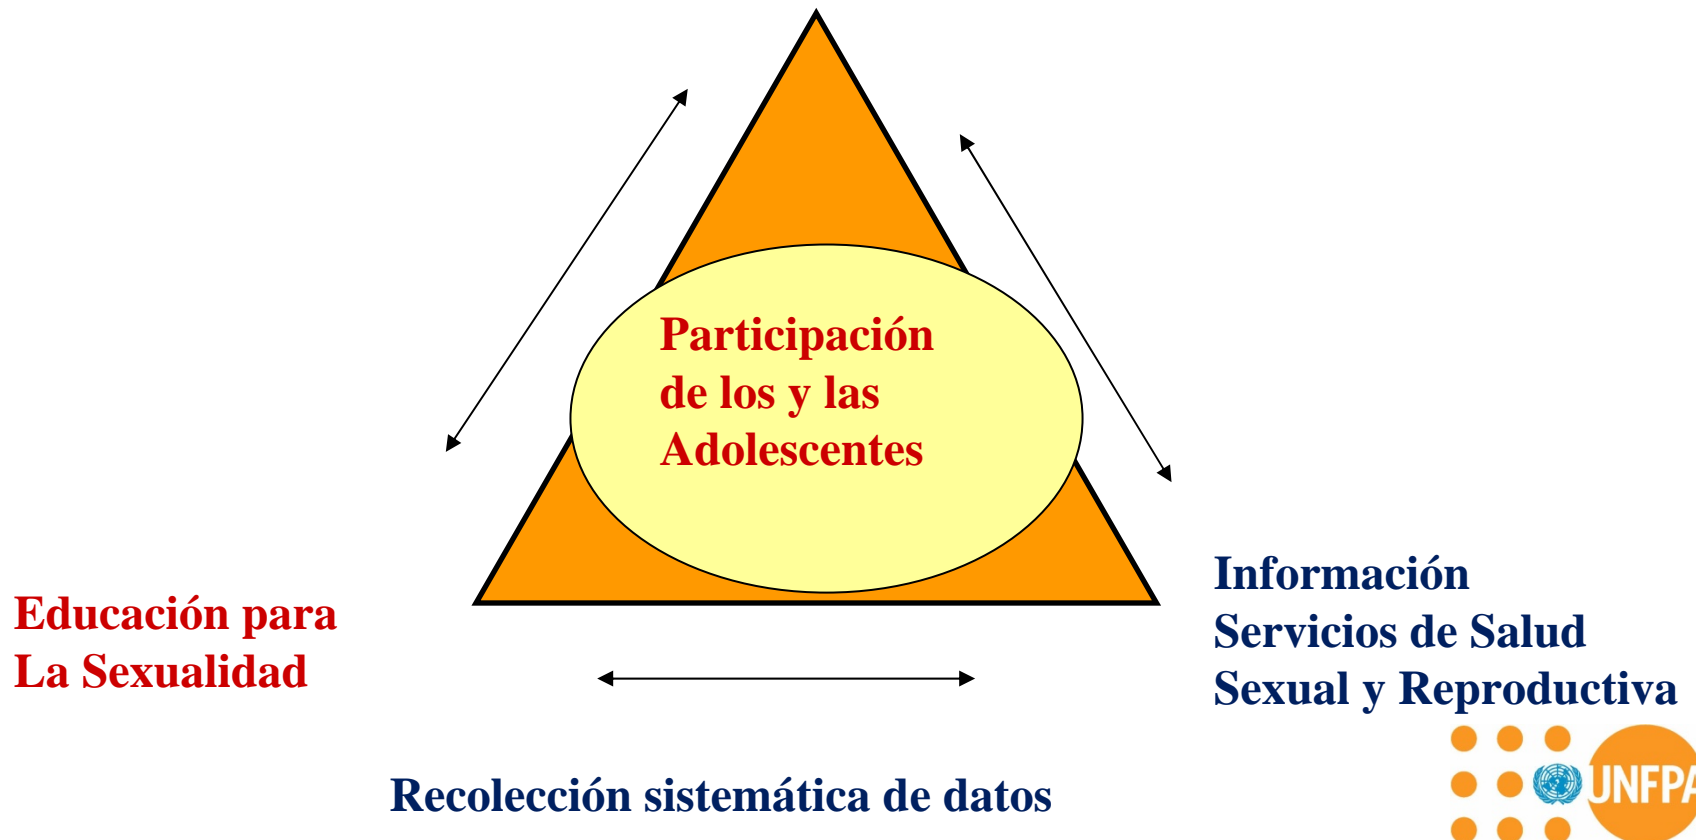 Participación
de los y las
Adolescentes
Educación para
La Sexualidad
Información
Servicios de Salud
Sexual y Reproductiva
Recolección sistemática de datos
UNFPA